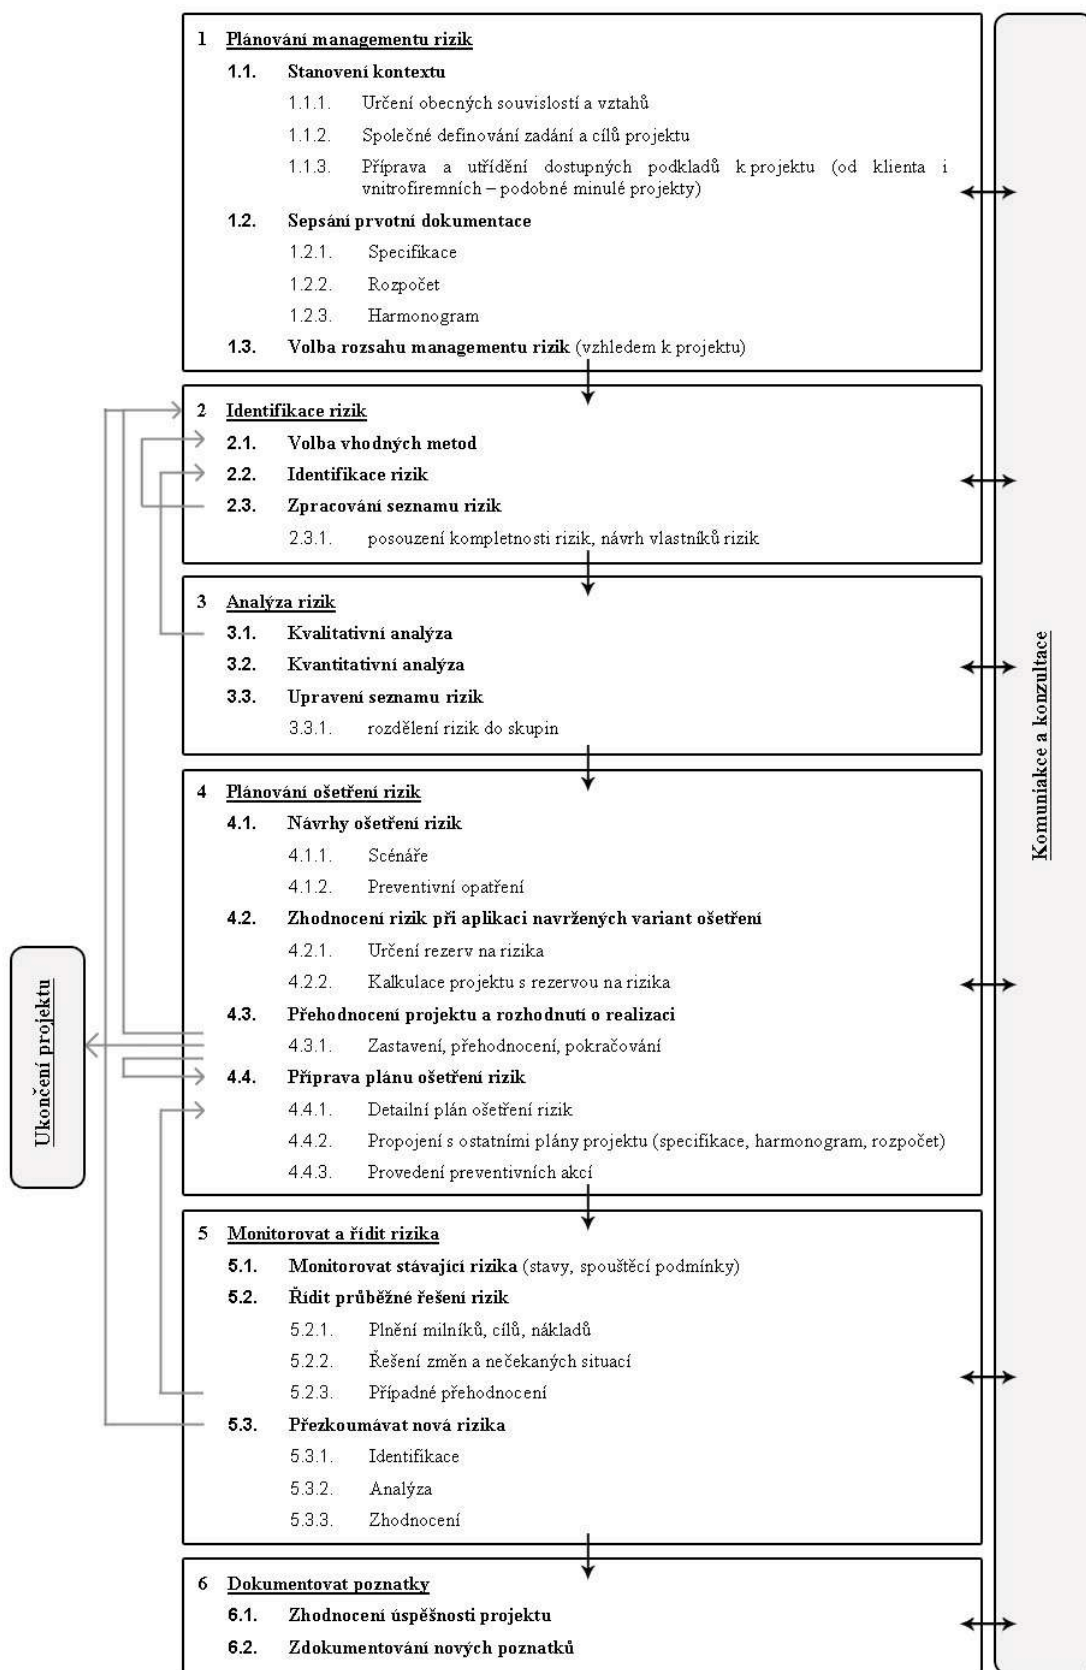 1 Plánování managementu rizik
1.1. Stanovení kontextu
1.1.1. Určení obecných souvislostí a vztahů
1.1.2. Společné definování zadání a cílů projektu
1.1.3. Příprava a utřídění dostupných podkladů k projektu (od klienta i
vnitrofiremních – podobné minulé projekty)
1.2. Sepsání prvotní dokumentace
1.2.1. Specifikace
1.2.2. Rozpočet
1.2.3. Harmonogram
1.3. Volba rozsahu managementu rizik (vzhledem k projektu)
2 Identifikace rizik
2.1. Volba vhodných metod
2.2. Identifikace rizik
2.3. Zpracování seznamu rizik
2.3.1. posouzení kompletnosti rizik, návrh vlastníků rizik
3 Analýza rizik
3.1. Kvalitativní analýza
3.2. Kvantitativní analýza
3.3. Upravení seznamu rizik
3.3.1. rozdělení rizik do skupin
4 Plánování ošetření rizik
4.1. Návrhy ošetření rizik
4.1.1. Scénáře
4.1.2. Preventivní opatření
4.2. Zhodnocení rizik při aplikaci navržených variant ošetření
4.2.1. Určení rezerv na rizika
4.2.2. Kalkulace projektu s rezervou na rizika
4.3. Přehodnocení projektu a rozhodnutí o realizaci
4.3.1. Zastavení, přehodnocení, pokračování
4.4. Příprava plánu ošetření rizik
4.4.1. Detailní plán ošetření rizik
4.4.2. Propojení s ostatními plány projektu (specifikace, harmonogram, rozpočet)
4.4.3. Provedení preventivních akcí
5 Monitorovat a řídit rizika
5.1. Monitorovat stávající rizika (stavy, spouštěcí podmínky)
5.2. Řídit průběžné řešení rizik
5.2.1. Plnění milníků, cílů, nákladů
5.2.2. Řešení změn a nečekaných situací
5.2.3. Případné přehodnocení
5.3. Přezkoumávat nová rizika
5.3.1. Identifikace
5.3.2. Analýza
5.3.3. Zhodnocení
6 Dokumentovat poznatky
6.1. Zhodnocení úspěšnosti projektu
6.2. Zdokumentování nových poznatků
Ukončení projektu
Komuniakce a konzultace